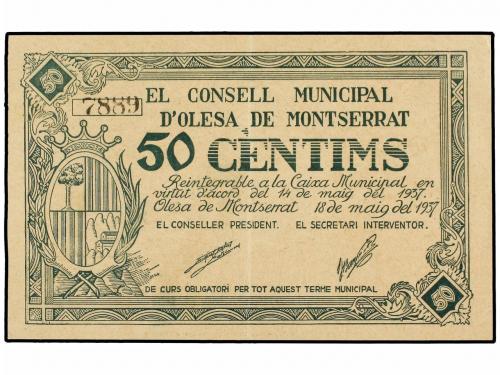 50
7889
EL CONSELL MUNICIPAL
D'OLESA DE MONTSERRAT
50 CENTIMS
Reintegrable a la Caixa Municipal en
virtut d'acord del 14 de maig del 1937.
Olesa de Montserrat 18 de maig del 1937
EL CONSELLER PRESIDENT. EL SECRETARI INTERVENTOR.
DE CURS OBLIGATORI PER TOT AQUEST TERME MUNICIPAL
50